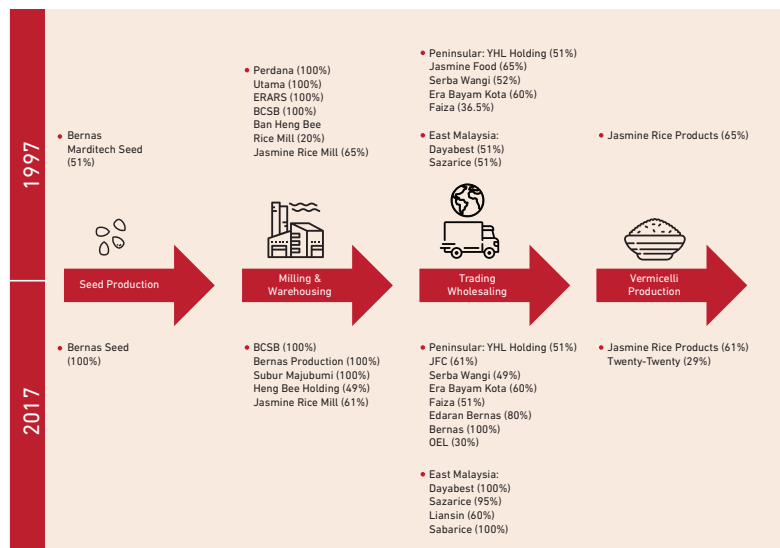 1997
Bernas
Marditech Seed
(51%)
Perdana (100%)
Utama (100%)
ERARS (100%)
BCSB (100%)
Ban Heng Bee
Rice Mill (20%)
Jasmine Rice Mill (65%)
Peninsular: YHL Holding (51%)
Jasmine Food (65%)
Serba Wangi (52%)
Era Bayam Kota (60%)
Faiza (36.5%)
East Malaysia:
Dayabest (51%)
Sazarice (51%)
Jasmine Rice Products (65%)
Seed Production
Milling &
Warehousing
Trading
Wholesaling
Vermicelli
Production
2017
Bernas Seed
(100%)
BCSB (100%)
Bernas Production (100%)
Subur Majubumi (100%)
Heng Bee Holding (49%)
Jasmine Rice Mill (61%)
Peninsular: YHL Holding (51%)
JFC (61%)
Serba Wangi (49%)
Era Bayam Kota (60%)
Faiza (51%)
Edaran Bernas (80%)
Bernas (100%)
OEL (30%)
East Malaysia:
Dayabest (100%)
Sazarice (95%)
Liansin (60%)
Sabarice (100%)
Jasmine Rice Products (61%)
Twenty-Twenty (29%)